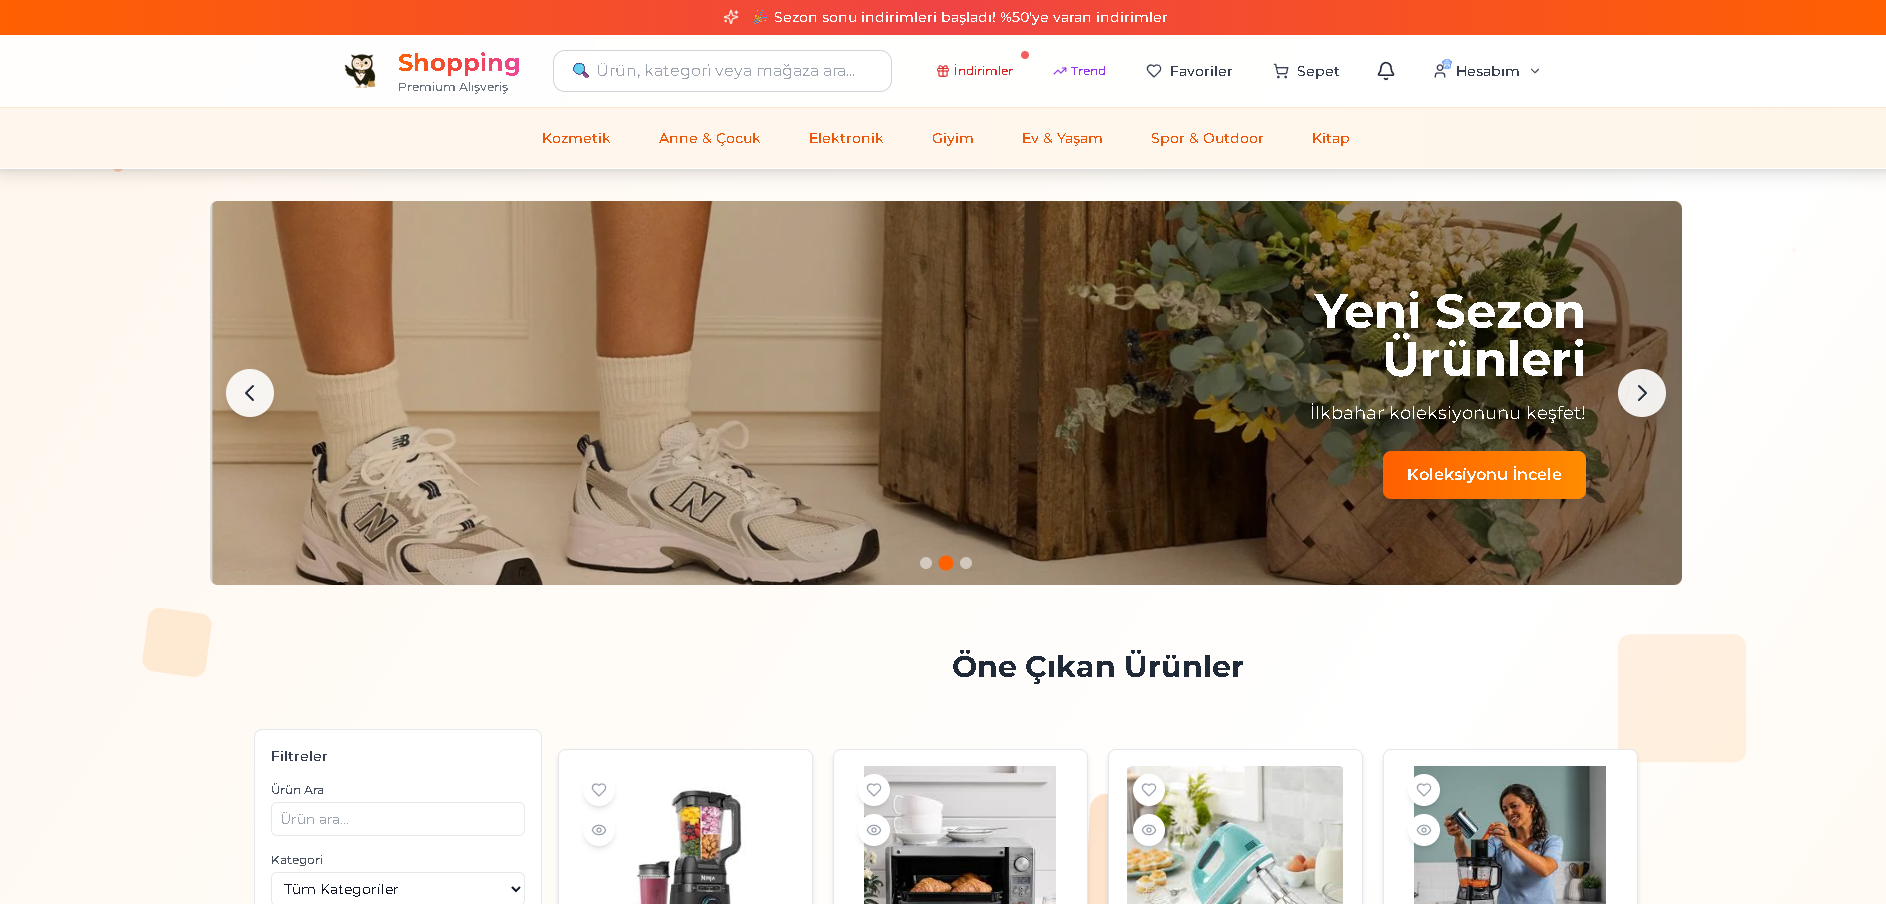 🎉 Sezon sonu indirimleri başladı! %50'ye varan indirimler
Shopping
Premium Alışveriş
🔍 Ürün, kategori veya mağaza ara...
İndirimler
Trend
Favoriler
Sepet
Hesabım
Kozmetik
Anne & Çocuk
Elektronik
Giyim
Ev & Yaşam
Spor & Outdoor
Kitap
Yeni Sezon
Ürünleri
İlkbahar koleksiyonunu keşfet!
Koleksiyonu İncele
Öne Çıkan Ürünler
Filtreler
Ürün Ara
Ürün ara...
Kategori
Tüm Kategoriler
NINJA